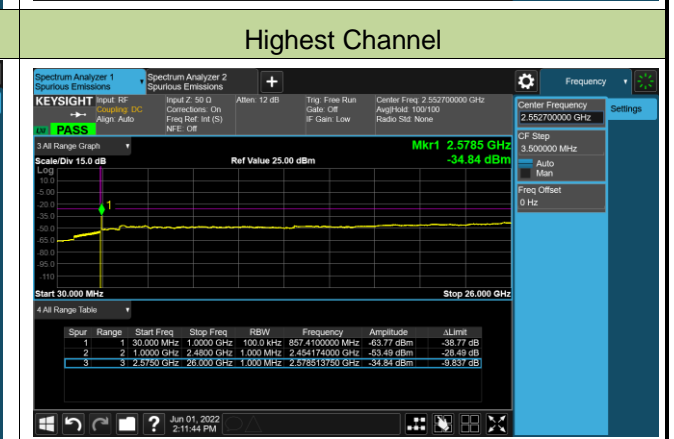 Highest Channel
Spectrum Analyzer 1
Spurious Emissions
Spectrum Analyzer 2
Spurious Emissions
+
Frequency
KEYSIGHT
Input: RF
Coupling: DC
Align: Auto
Input Z: 50 Ω
Corrections: On
Freq Ref: Int (S)
NFE: Off
Atten: 12 dB
Trig: Free Run
Gate: Off
IF Gain: Low
Center Freq: 2.552700000 GHz
Avg|Hold: 100/100
Radio Std: None
PASS
Center Frequency
2.552700000 GHz
Settings
CF Step
3.500000 MHz
Auto
Man
Freq Offset
0 Hz
3 All Range Graph
Mkr1 2.5785 GHz
Scale/Div 15.0 dB
Ref Value 25.00 dBm
-34.84 dBm
Log
10.0
-5.00
-20.0
1
-35.0
-50.0
-65.0
-80.0
-95.0
-110
Start 30.000 MHz
Stop 26.000 GHz
4 All Range Table
Spur Range Start Freq Stop Freq RBW Frequency Amplitude ΔLimit
1 1 30.000 MHz 1.0000 GHz 100.0 kHz 857.4100000 MHz -63.77 dBm -38.77 dB
2 2 1.0000 GHz 2.4800 GHz 1.000 MHz 2.454174000 GHz -53.49 dBm -28.49 dB
3 3 2.5750 GHz 26.000 GHz 1.000 MHz 2.578513750 GHz -34.84 dBm -9.837 dB
?
Jun 01, 2022
2:11:44 PM